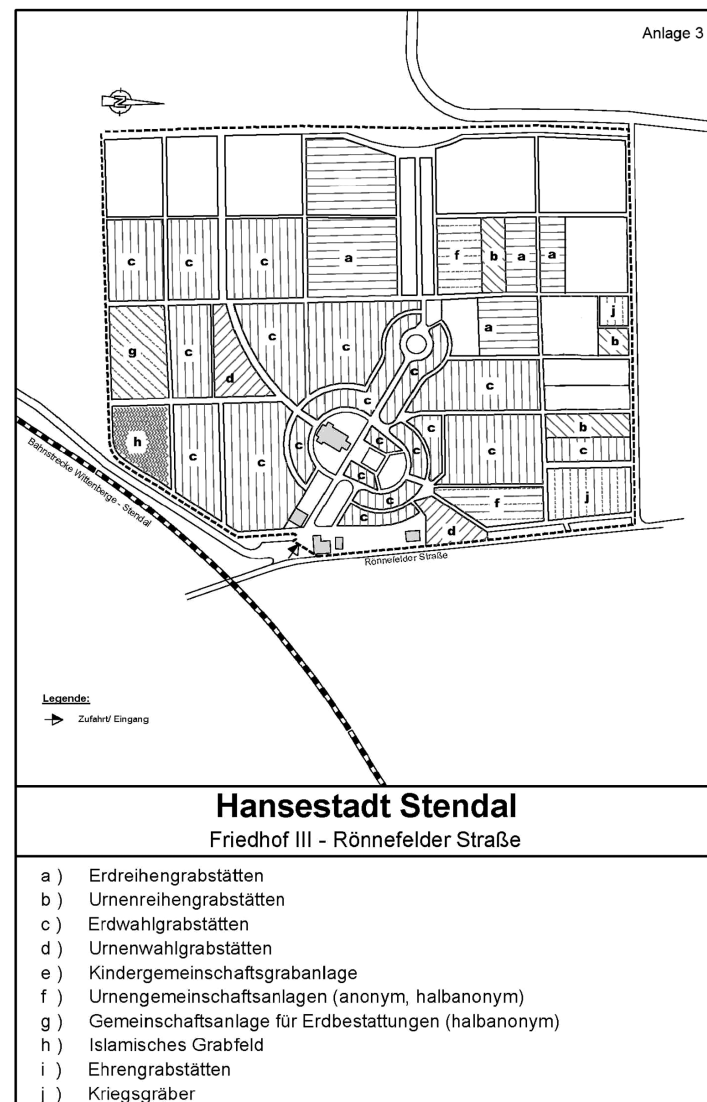 Anlage 3
N
c c c a f b a a
g c d c c a j b
c c
h c c c c c c b c
c c c f j
d
Bahnstrecke Wittenberge - Stendal
Rönnefelder Straße
Legende:
Zufahrt/ Eingang
Hansestadt Stendal
Friedhof III - Rönnefelder Straße
a ) Erdreihengrabstätten
b ) Urnenreihengrabstätten
c ) Erdwahlgrabstätten
d ) Urnenwahlgrabstätten
e ) Kindergemeinschaftsgrabanlage
f ) Urnengemeinschaftsanlagen (anonym, halbanonym)
g ) Gemeinschaftsanlage für Erdbestattungen (halbanonym)
h ) Islamisches Grabfeld
i ) Ehrengrabstätten
j ) Kriegsgräber